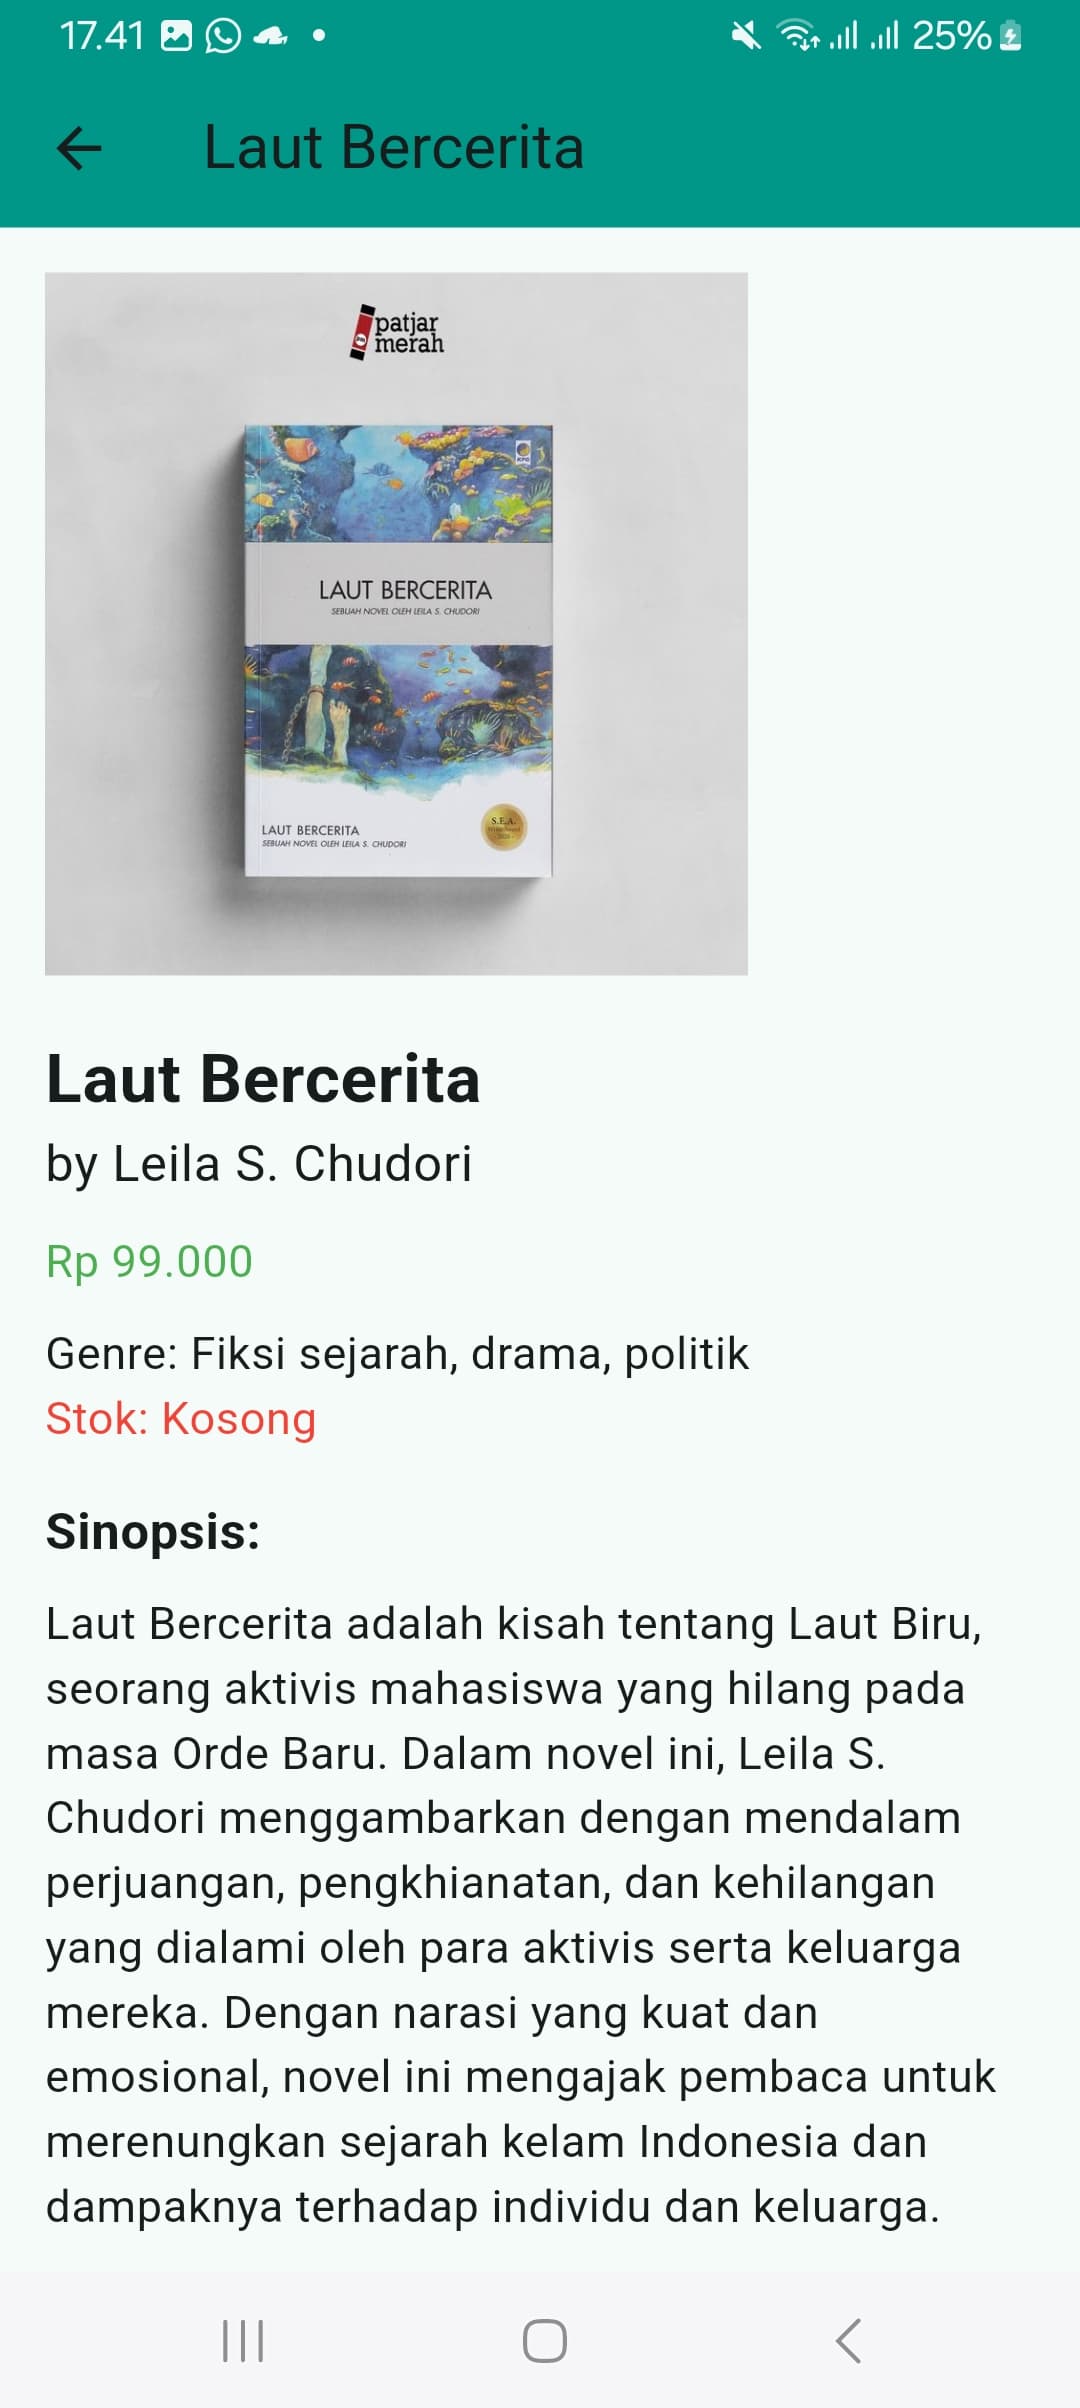 17.41
25%
Laut Bercerita
patjar
merah
LAUT BERCERITA
SEBUAH NOVEL OLEH LEILA S. CHUDORI
LAUT BERCERITA
SEBUAH NOVEL OLEH LEILA S. CHUDORI
S.E.A.
Laut Bercerita
by Leila S. Chudori
Rp 99.000
Genre: Fiksi sejarah, drama, politik
Stok: Kosong
Sinopsis:
Laut Bercerita adalah kisah tentang Laut Biru,
seorang aktivis mahasiswa yang hilang pada
masa Orde Baru. Dalam novel ini, Leila S.
Chudori menggambarkan dengan mendalam
perjuangan, pengkhianatan, dan kehilangan
yang dialami oleh para aktivis serta keluarga
mereka. Dengan narasi yang kuat dan
emosional, novel ini mengajak pembaca untuk
merenungkan sejarah kelam Indonesia dan
dampaknya terhadap individu dan keluarga.